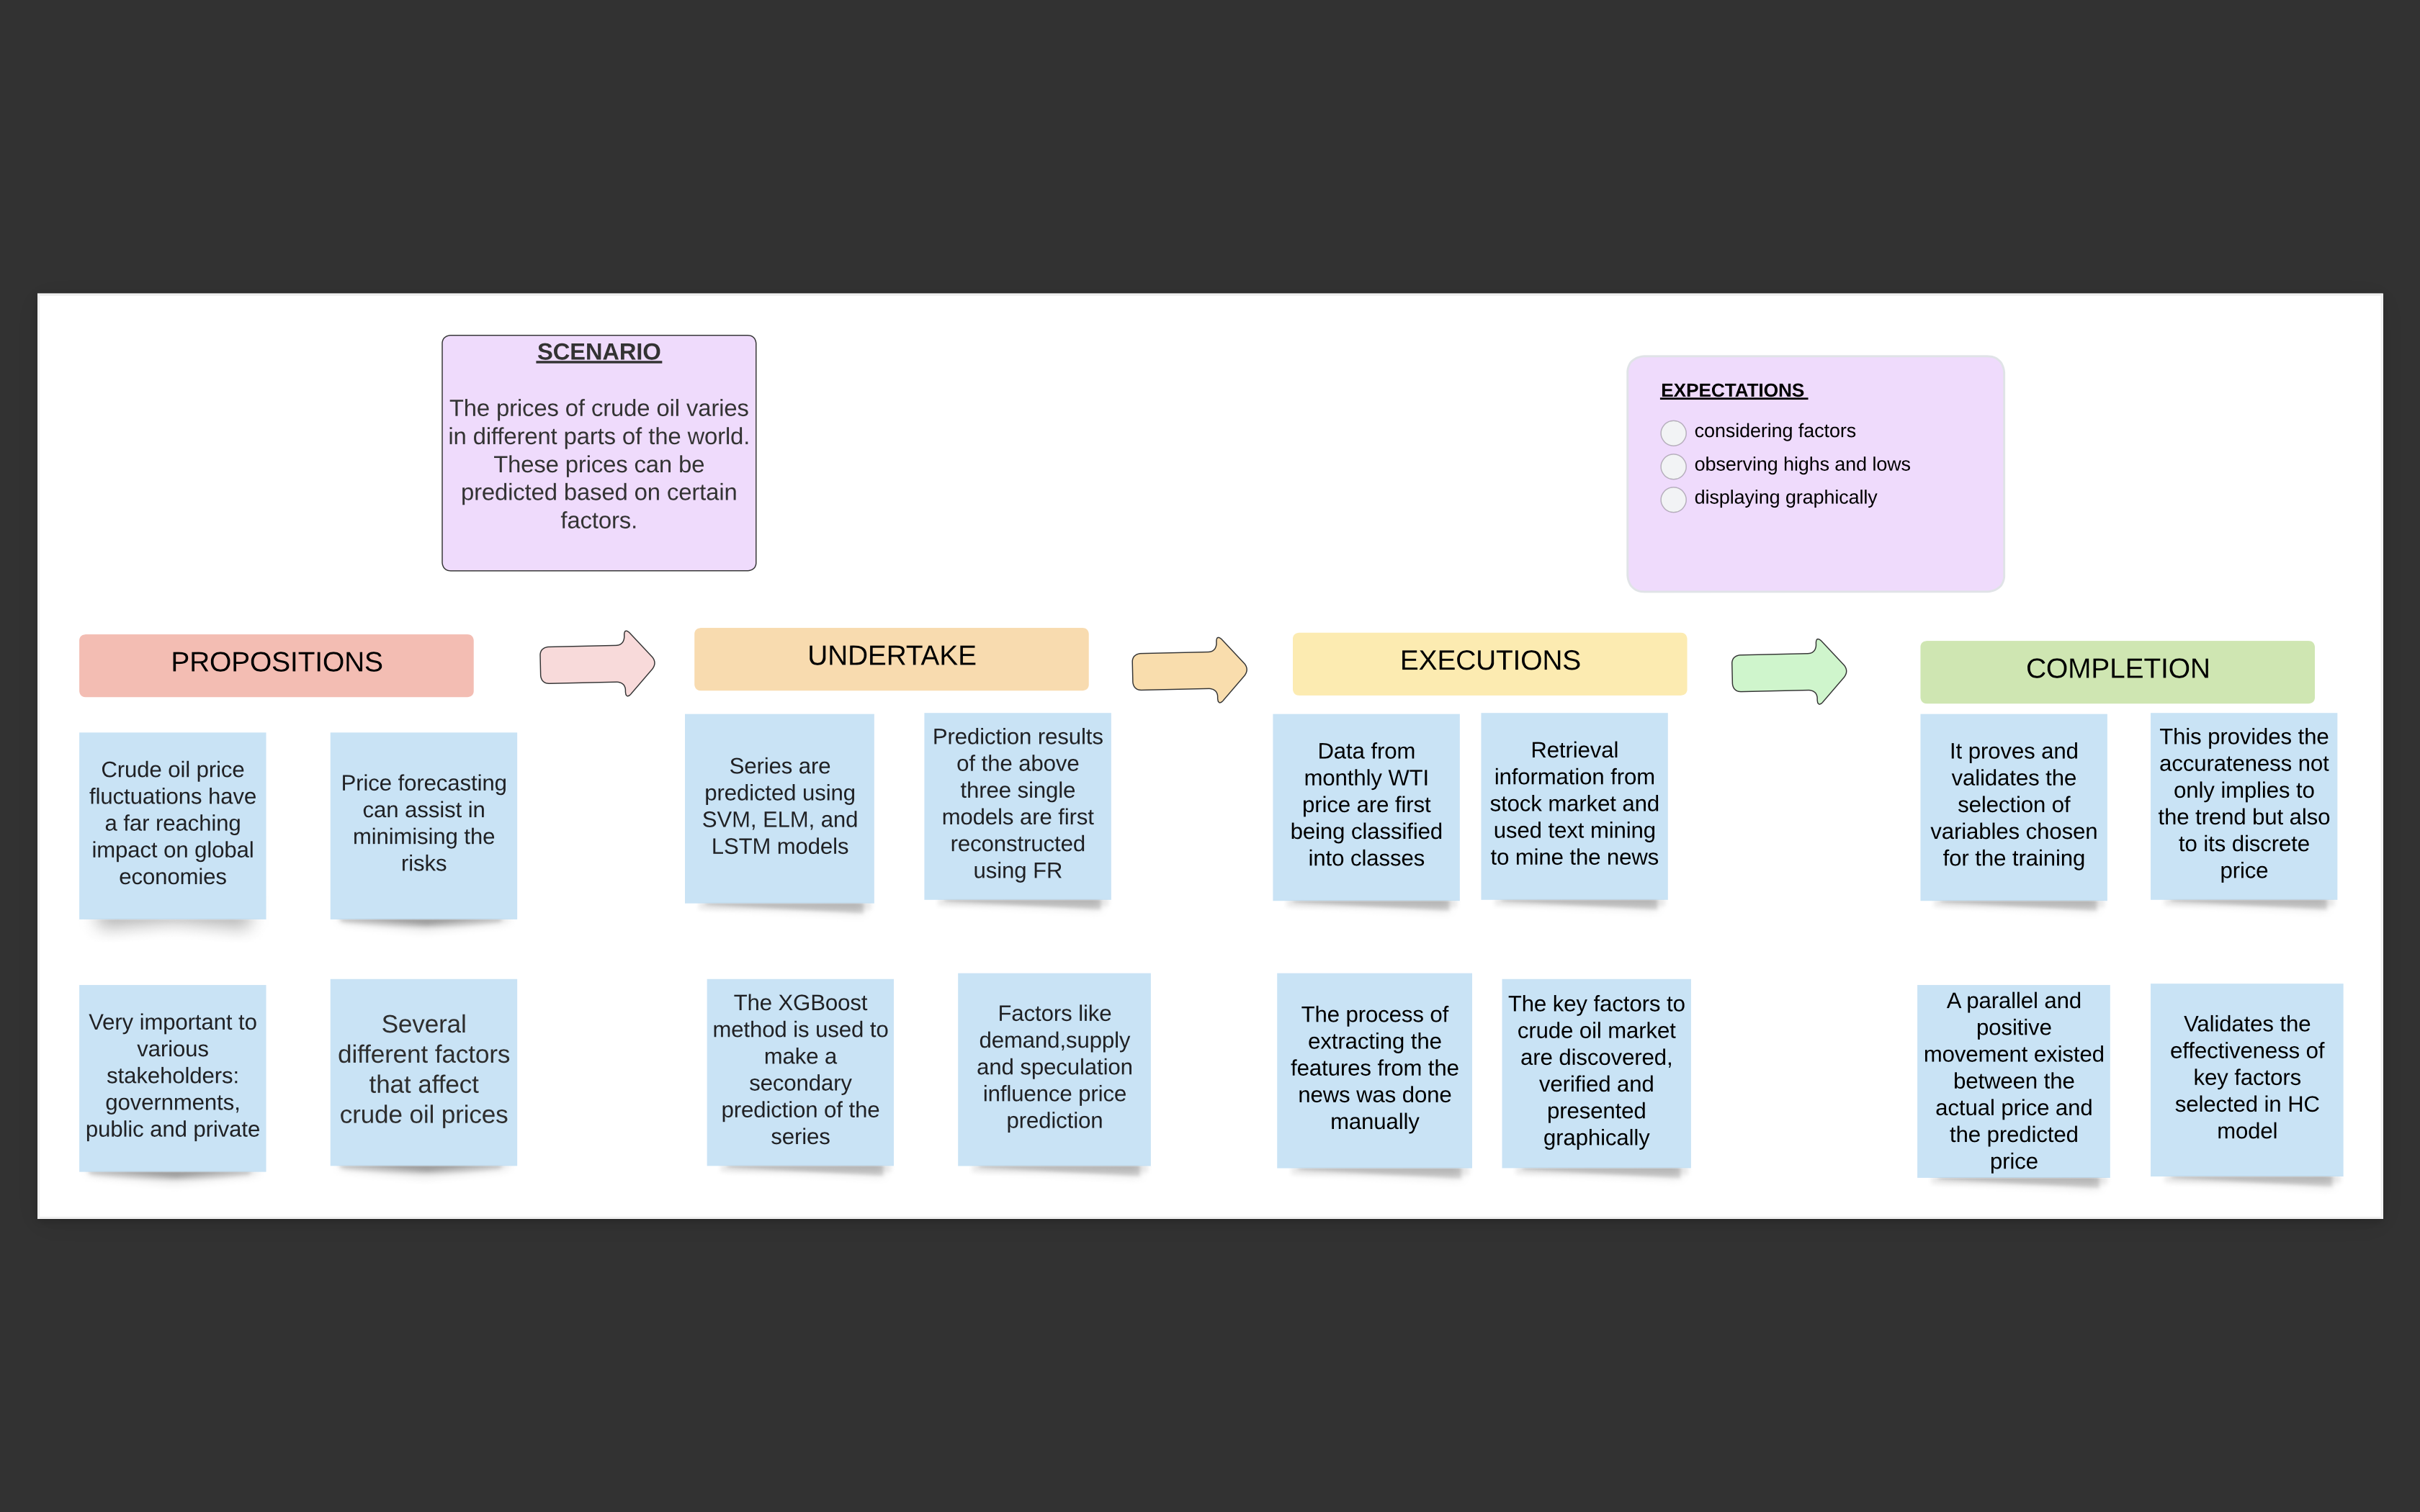 SCENARIO
The prices of crude oil varies
in different parts of the world.
These prices can be
predicted based on certain
factors.
EXPECTATIONS
considering factors
observing highs and lows
displaying graphically
PROPOSITIONS
UNDERTAKE
EXECUTIONS
COMPLETION
Crude oil price
fluctuations have
a far reaching
impact on global
economies
Price forecasting
can assist in
minimising the
risks
Very important to
various
stakeholders:
governments,
public and private
Several
different factors
that affect
crude oil prices
Series are
predicted using
SVM, ELM, and
LSTM models
Prediction results
of the above
three single
models are first
reconstructed
using FR
The XGBoost
method is used to
make a
secondary
prediction of the
series
Factors like
demand,supply
and speculation
influence price
prediction
Data from
monthly WTI
price are first
being classified
into classes
Retrieval
information from
stock market and
used text mining
to mine the news
The process of
extracting the
features from the
news was done
manually
The key factors to
crude oil market
are discovered,
verified and
presented
graphically
It proves and
validates the
selection of
variables chosen
for the training
This provides the
accurateness not
only implies to
the trend but also
to its discrete
price
A parallel and
positive
movement existed
between the
actual price and
the predicted
price
Validates the
effectiveness of
key factors
selected in HC
model